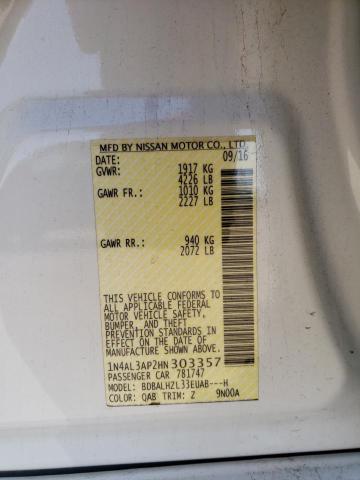 MFD BY NISSAN MOTOR CO., LTD.
DATE: 09/16
GVWR: 1917 KG
4226 LB
GAWR FR.: 1010 KG
2227 LB
GAWR RR.: 940 KG
2072 LB
THIS VEHICLE CONFORMS TO
ALL APPLICABLE FEDERAL
MOTOR VEHICLE SAFETY,
BUMPER, AND THEFT
PREVENTION STANDARDS IN
EFFECT ON THE DATE OF
MANUFACTURE SHOWN ABOVE.
1N4AL3AP2HN303357
PASSENGER CAR 781747
MODEL: BDBALHZL33EUAB---H
COLOR: QAB TRIM: Z 9N00A